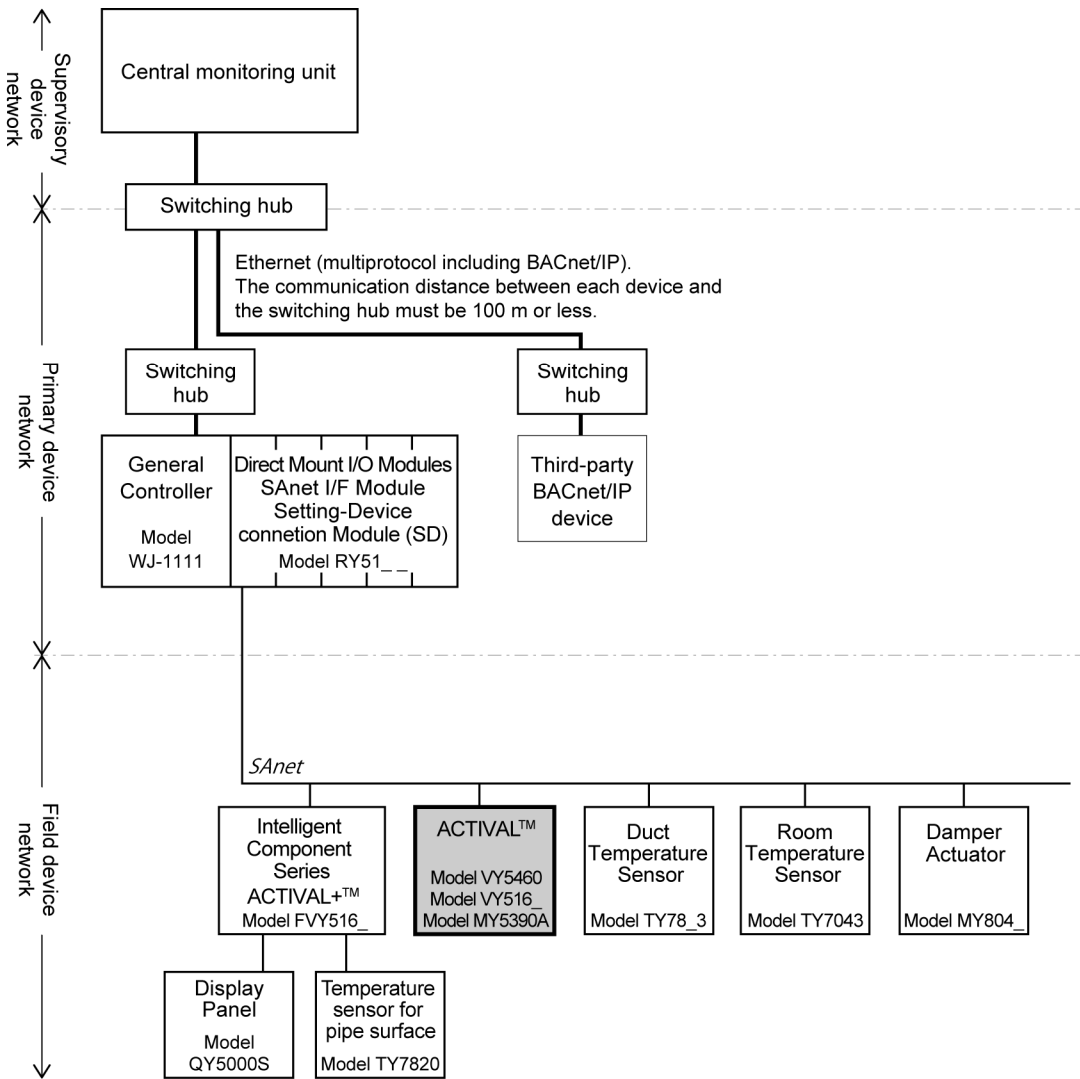 Supervisory
device
network
Central monitoring unit
Switching hub
Ethernet (multiprotocol including BACnet/IP).
The communication distance between each device and
the switching hub must be 100 m or less.
Primary device
network
Switching
hub
Switching
hub
General
Controller
Model
WJ-1111
Direct Mount I/O Modules
SAnet I/F Module
Setting-Device
connetion Module (SD)
Model RY51_ _
Third-party
BACnet/IP
device
Field device
network
SAnet
Intelligent
Component
Series
ACTIVAL+™
Model FVY516_
ACTIVAL™
Model VY5460
Model VY516_
Model MY5390A
Duct
Temperature
Sensor
Model TY78_3
Room
Temperature
Sensor
Model TY7043
Damper
Actuator
Model MY804_
Display
Panel
Model
QY5000S
Temperature
sensor for
pipe surface
Model TY7820